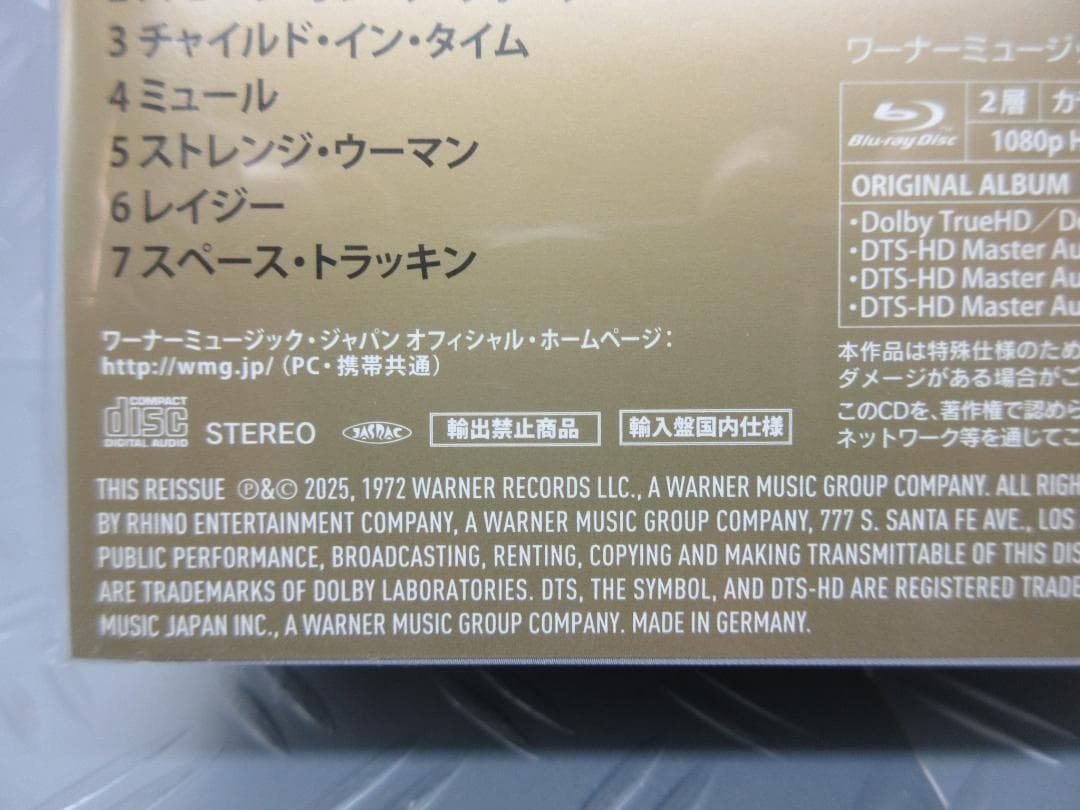 3 チャイルド・イン・タイム
4 ミュール
5 ストレンジ・ウーマン
6 レイジー
7 スペース・トラッキン
ワーナーミュージック・ジャパン オフィシャル・ホームページ：
http://wmg.jp/（PC・携帯共通）
COMPACT
disc
DIGITAL AUDIO
STEREO
JASRAC
輸出禁止商品
輸入盤国内仕様
THIS REISSUE ℗&© 2025, 1972 WARNER RECORDS LLC., A WARNER MUSIC GROUP COMPANY. ALL RIGH
BY RHINO ENTERTAINMENT COMPANY, A WARNER MUSIC GROUP COMPANY, 777 S. SANTA FE AVE., LOS
PUBLIC PERFORMANCE, BROADCASTING, RENTING, COPYING AND MAKING TRANSMITTABLE OF THIS DIS
ARE TRADEMARKS OF DOLBY LABORATORIES. DTS, THE SYMBOL, AND DTS-HD ARE REGISTERED TRADE
MUSIC JAPAN INC., A WARNER MUSIC GROUP COMPANY. MADE IN GERMANY.
ワーナーミュージ
Blu-ray Disc
2層
カ
1080p H
ORIGINAL ALBUM
・Dolby TrueHD／Do
・DTS-HD Master Au
・DTS-HD Master Au
・DTS-HD Master Au
本作品は特殊仕様のため
ダメージがある場合がご
このCDを、著作権で認めら
ネットワーク等を通じてこ